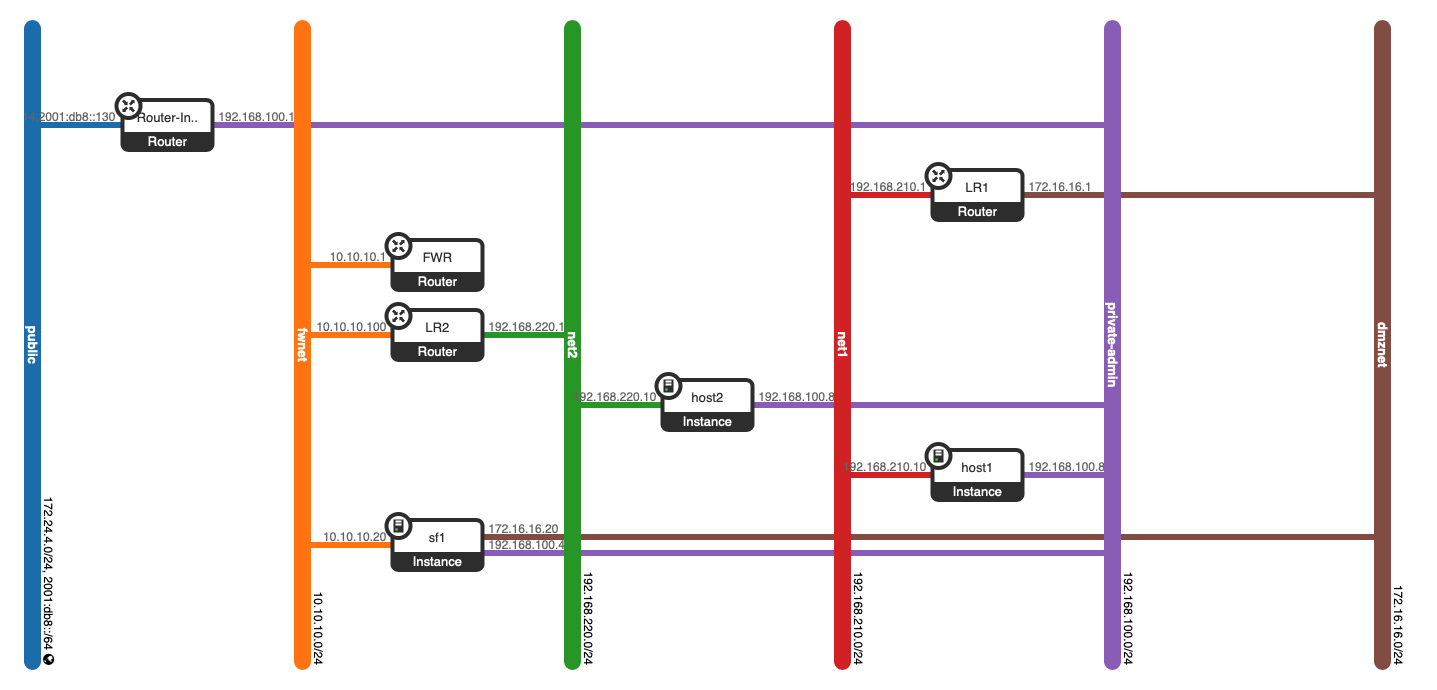 4, 2001:db8::130
Router-In..
Router
192.168.100.1
192.168.210.1
LR1
Router
172.16.16.1
10.10.10.1
FWR
Router
10.10.10.100
LR2
Router
192.168.220.1
public
fwnet
net2
net1
private-admin
dmznet
92.168.220.10
host2
Instance
192.168.100.8
192.168.210.10
host1
Instance
192.168.100.8
10.10.10.20
sf1
Instance
172.16.16.20
192.168.100.4
172.24.4.0/24, 2001:db8::/64
10.10.10.0/24
192.168.220.0/24
192.168.210.0/24
192.168.100.0/24
172.16.16.0/24